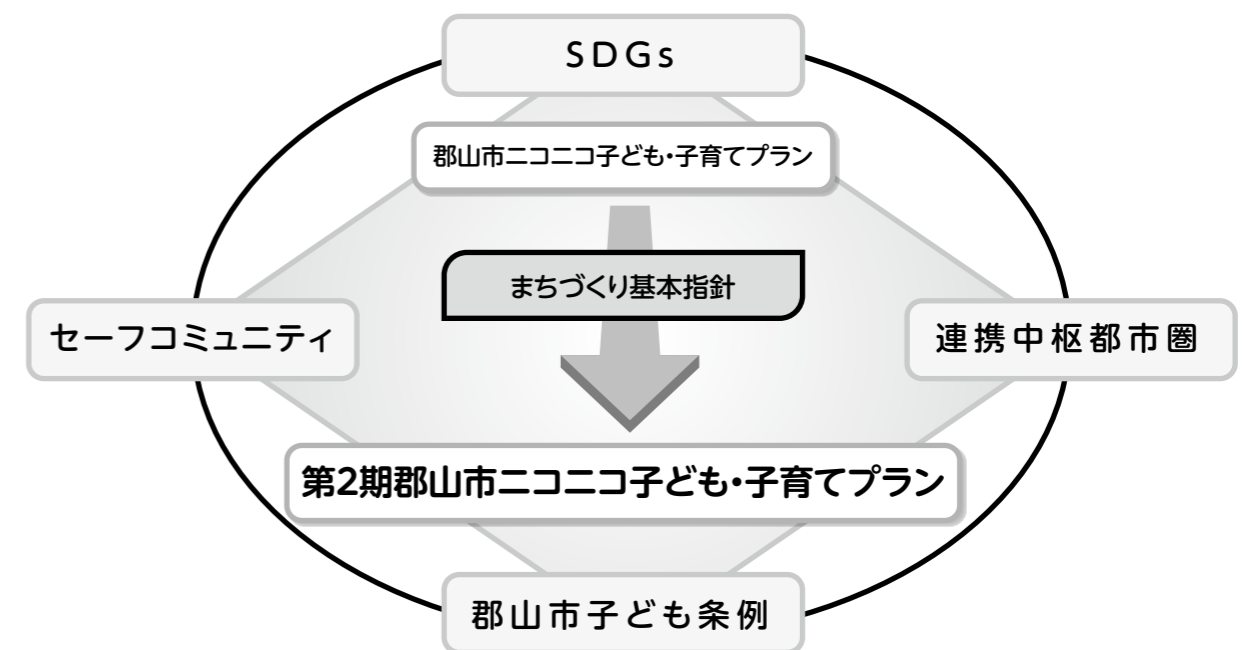 SDGs
郡山市ニコニコ子ども・子育てプラン
まちづくり基本指針
セーフコミュニティ
連携中枢都市圏
第2期郡山市ニコニコ子ども・子育てプラン
郡山市子ども条例